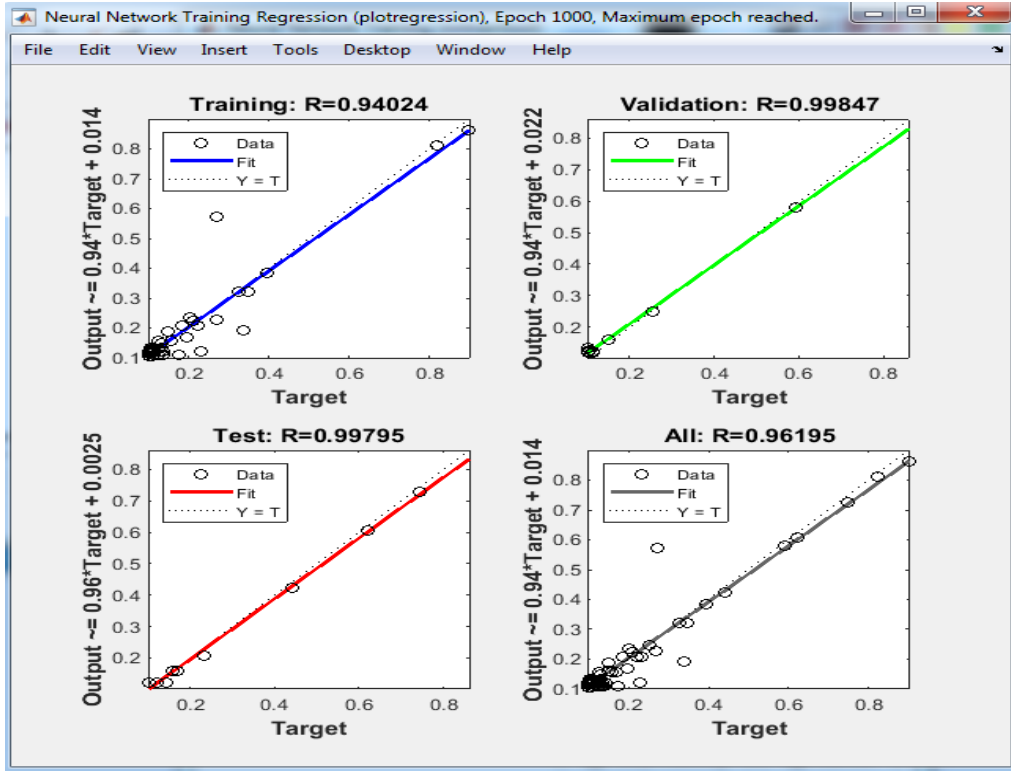 Neural Network Training Regression (plotregression), Epoch 1000, Maximum epoch reached.
File Edit View Insert Tools Desktop Window Help
Training: R=0.94024
Output ~= 0.94*Target + 0.014
Data
Fit
Y = T
0.8
0.7
0.6
0.5
0.4
0.3
0.2
0.1
0.2 0.4 0.6 0.8
Target
Validation: R=0.99847
Output ~= 0.94*Target + 0.022
Data
Fit
Y = T
0.8
0.7
0.6
0.5
0.4
0.3
0.2
0.2 0.4 0.6 0.8
Target
Test: R=0.99795
Output ~= 0.96*Target + 0.0025
Data
Fit
Y = T
0.8
0.7
0.6
0.5
0.4
0.3
0.2
0.2 0.4 0.6 0.8
Target
All: R=0.96195
Output ~= 0.94*Target + 0.014
Data
Fit
Y = T
0.8
0.7
0.6
0.5
0.4
0.3
0.2
0.1
0.2 0.4 0.6 0.8
Target